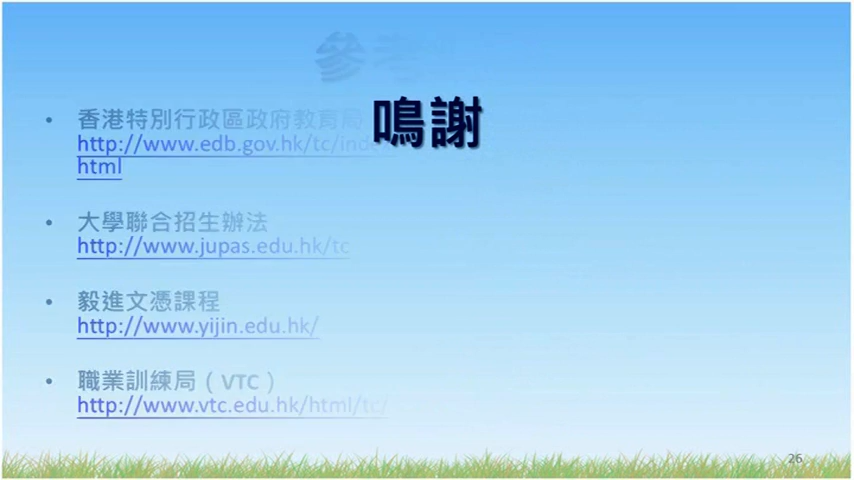 參考
鳴謝
香港特別行政區政府教育局
http://www.edb.gov.hk/tc/index.
html
大學聯合招生辦法
http://www.jupas.edu.hk/tc
毅進文憑課程
http://www.yijin.edu.hk/
職業訓練局（VTC）
http://www.vtc.edu.hk/html/tc/
26